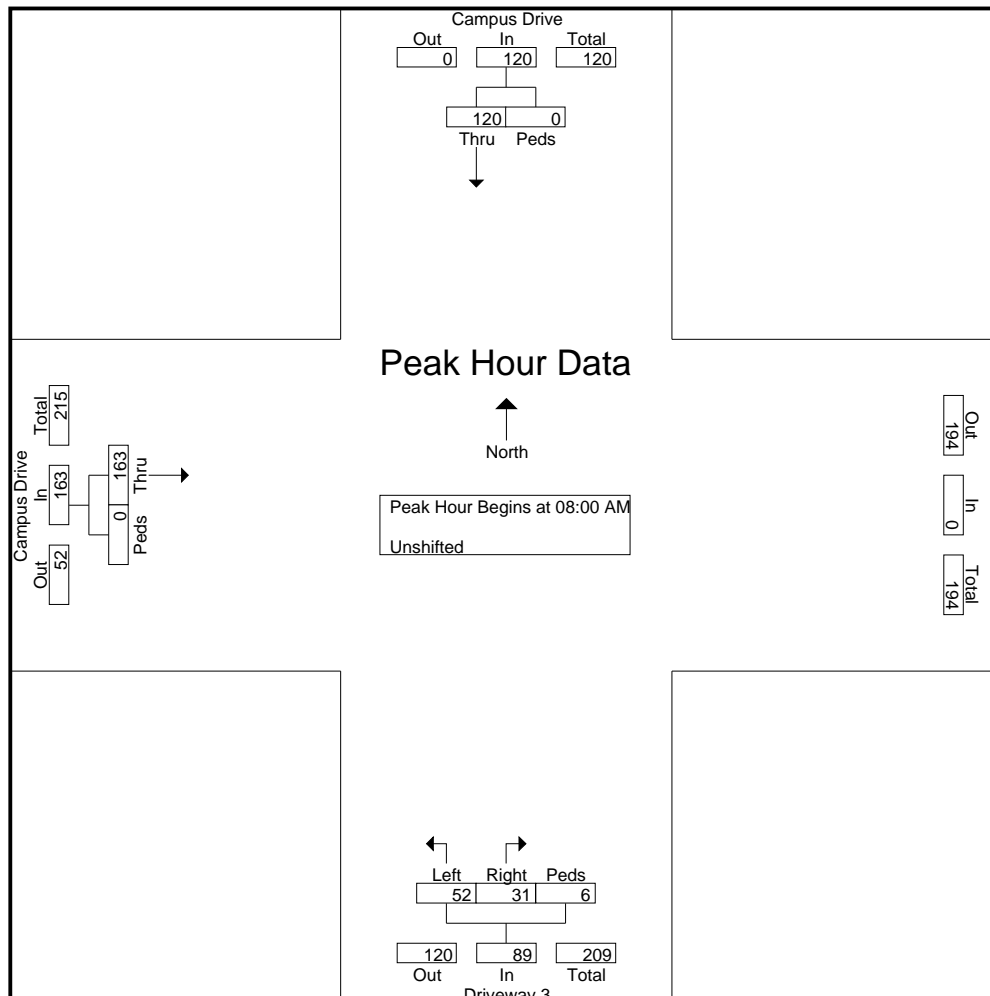 Campus Drive
Out In Total
0 120 120
120 0
Thru Peds
Peak Hour Data
North
Peak Hour Begins at 08:00 AM
Unshifted
Campus Drive
Out In Total
52 163 215
0 163
Peds Thru
Out In Total
194 0 194
Left Right Peds
52 31 6
120 89 209
Out In Total
Driveway 3